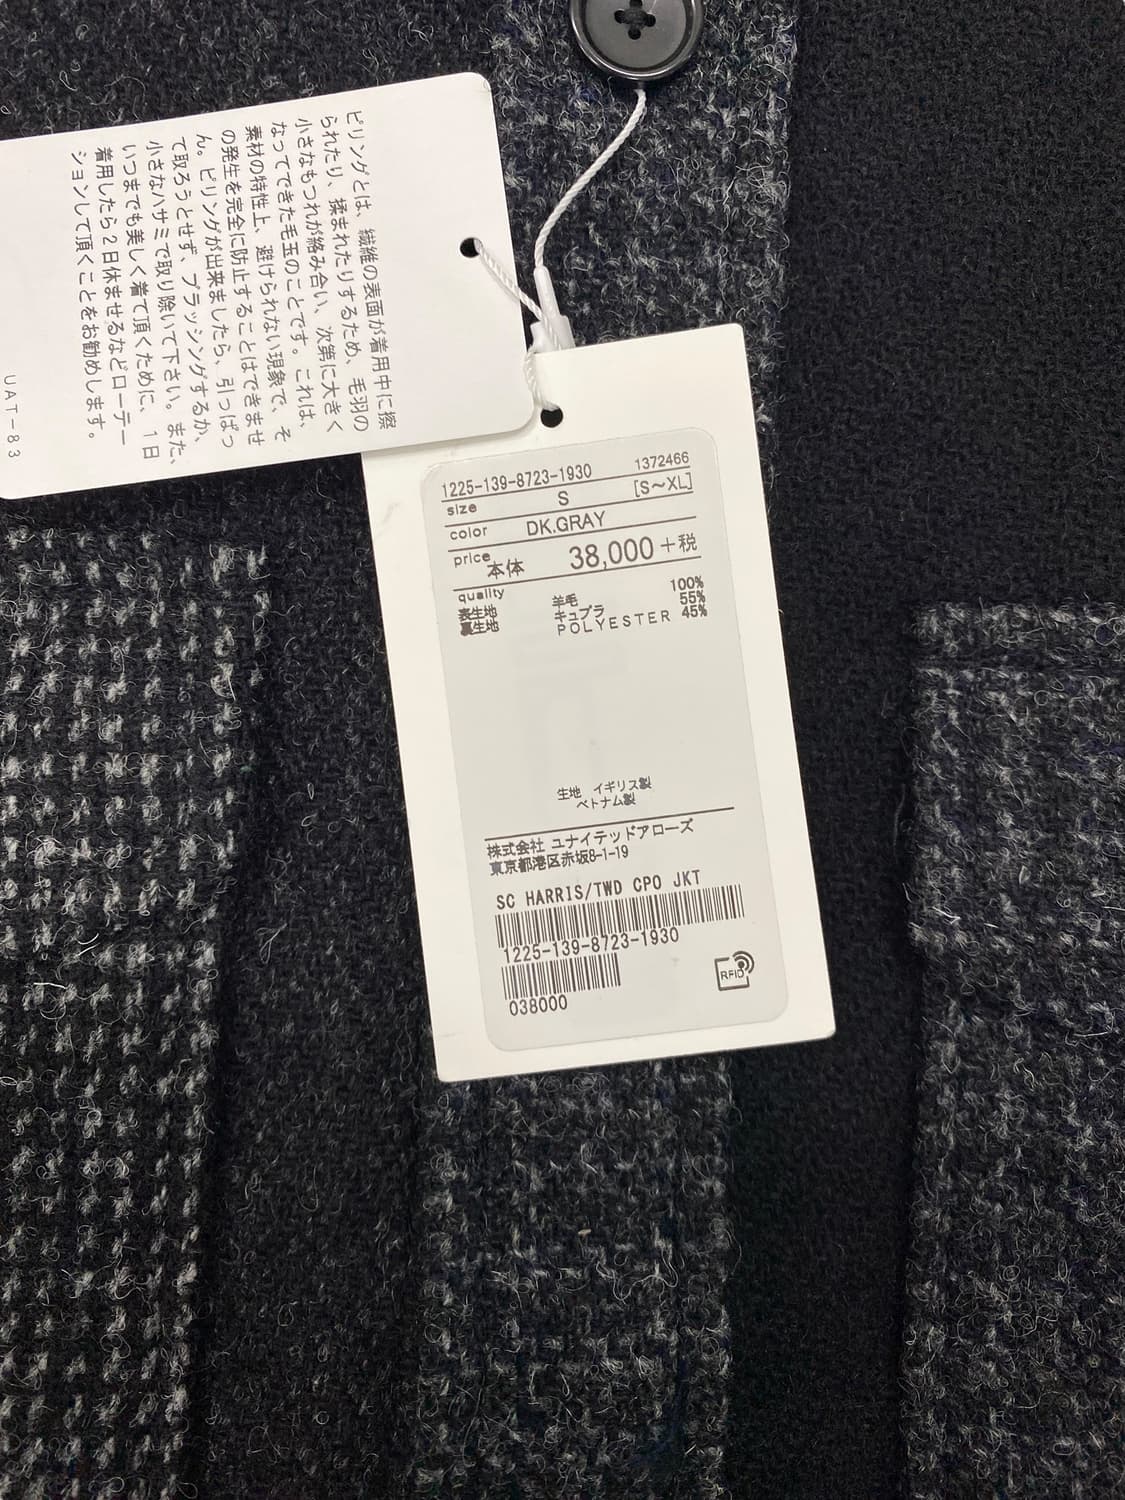 ピリングとは、繊維の表面が着用中に擦
られたり、揉まれたりするため、毛羽の
小さなもつれが絡み合い、次第に大きく
なってできた毛玉のことです。これは、
素材の特性上、避けられない現象で、そ
の発生を完全に防止することはできませ
ん。ピリングが出来ましたら、引っぱっ
て取ろうとせず、ブラッシングするか、
小さなハサミで取り除いて下さい。また、
いつまでも美しく着て頂くために、1日
着用したら2日休ませるなどローテー
ションして頂くことをお勧めします。
UAT-83
1225-139-8723-1930 1372466
size S [S〜XL]
color DK.GRAY
price 本体 38,000+税
quality 100%
表生地 羊毛 55%
裏生地 キュプラ 45%
POLYESTER
生地 イギリス製
ベトナム製
株式会社 ユナイテッドアローズ
東京都港区赤坂8-1-19
SC HARRIS/TWD CPO JKT
1225-139-8723-1930
RFID
038000